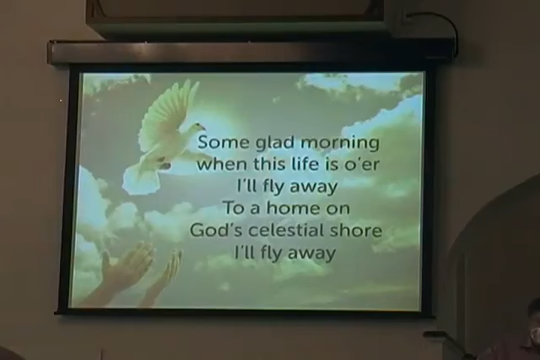 Some glad morning
when this life is o'er
I'll fly away
To a home on
God's celestial shore
I'll fly away